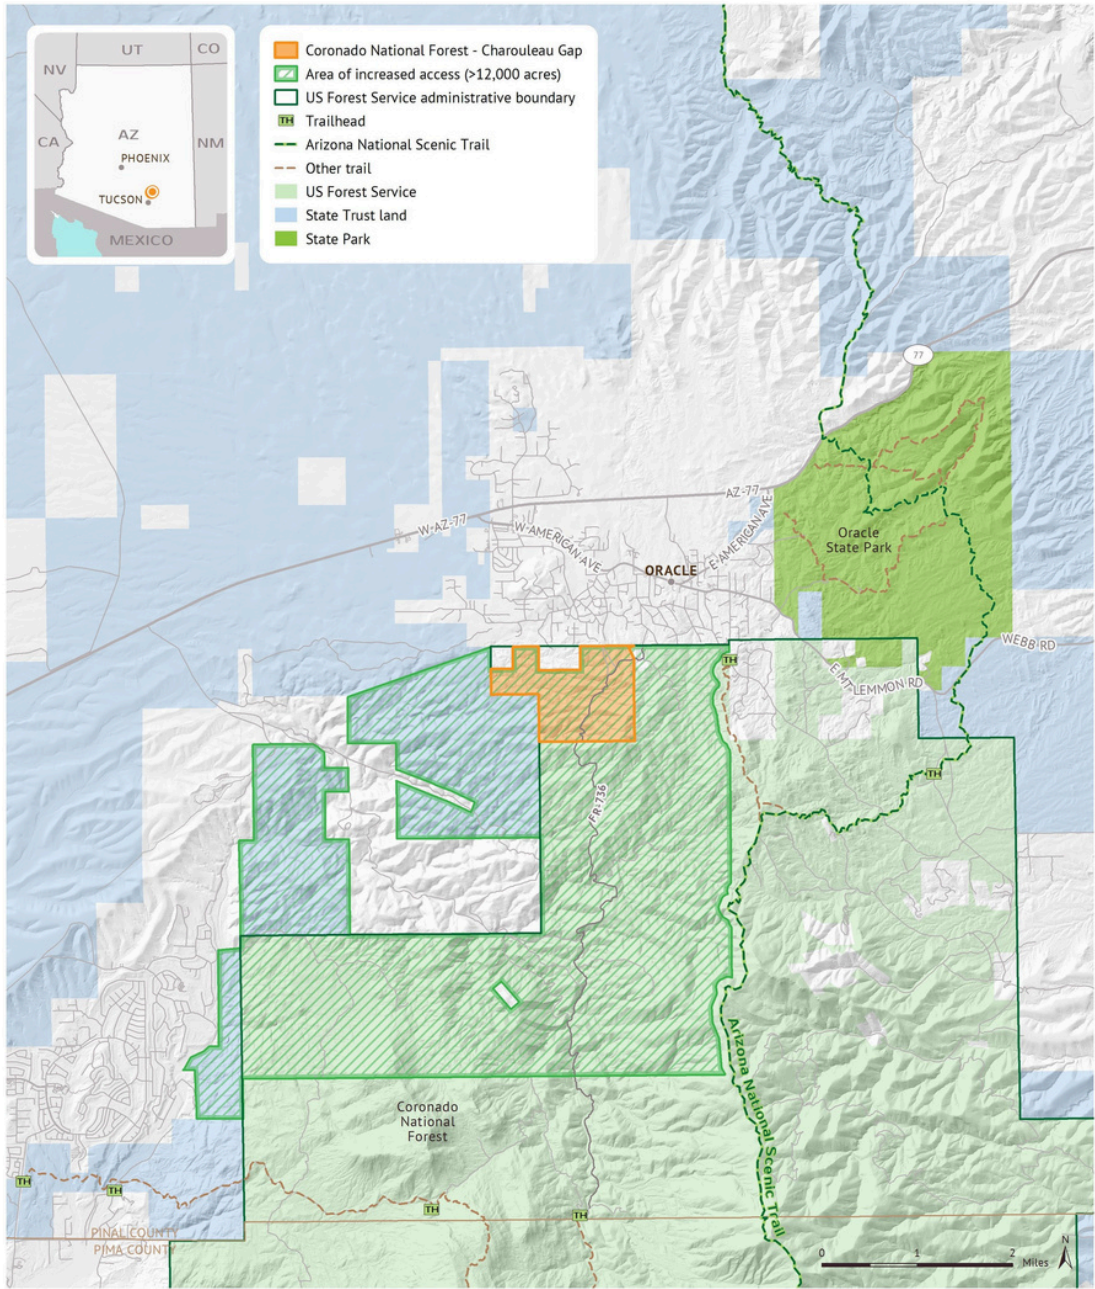 UT
CO
NV
AZ
CA
NM
PHOENIX
TUCSON
MEXICO
Coronado National Forest - Charouleau Gap
Area of increased access (>12,000 acres)
US Forest Service administrative boundary
TH Trailhead
Arizona National Scenic Trail
Other trail
US Forest Service
State Trust land
State Park
77
AZ-77
W AZ-77
W AMERICAN AVE
E AMERICAN AVE
Oracle
State Park
ORACLE
WEBB RD
TH
E MT LEMMON RD
TH
FR 736
Arizona National Scenic Trail
Coronado
National
Forest
TH
TH
TH
TH
PINAL COUNTY
PIMA COUNTY
0 1 2 Miles
N